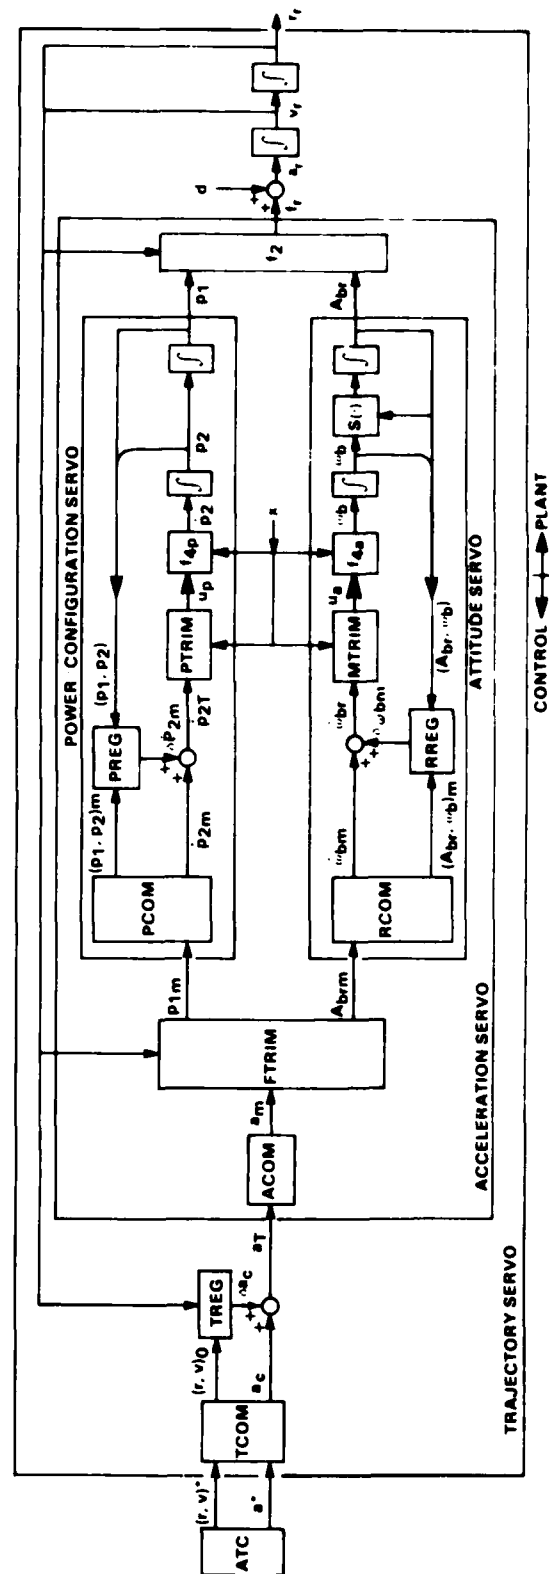 ATC
(r, v)*
a*
TCOM
(r, v)0
ac
TREG
+ δac
+
aT
ACOM
am
FTRIM
p1m
Abrm
POWER CONFIGURATION SERVO
PCOM
(p1, p2)m
ṗ2m
PREG
+ δṗ2m
+
(p1, p2)
ṗ2T
PTRIM
up
f4p
ṗ2
∫
p2
∫
p1
x
RCOM
(Abr, ωb)m
ω̇bm
RREG
+ δω̇bm
+
(Abr, ωb)
ω̇br
MTRIM
ua
f4a
ω̇b
∫
ωb
S(·)
∫
Abr
ATTITUDE SERVO
f2
fr
+
d
+
ar
∫
vr
∫
rr
ACCELERATION SERVO
TRAJECTORY SERVO
CONTROL
PLANT